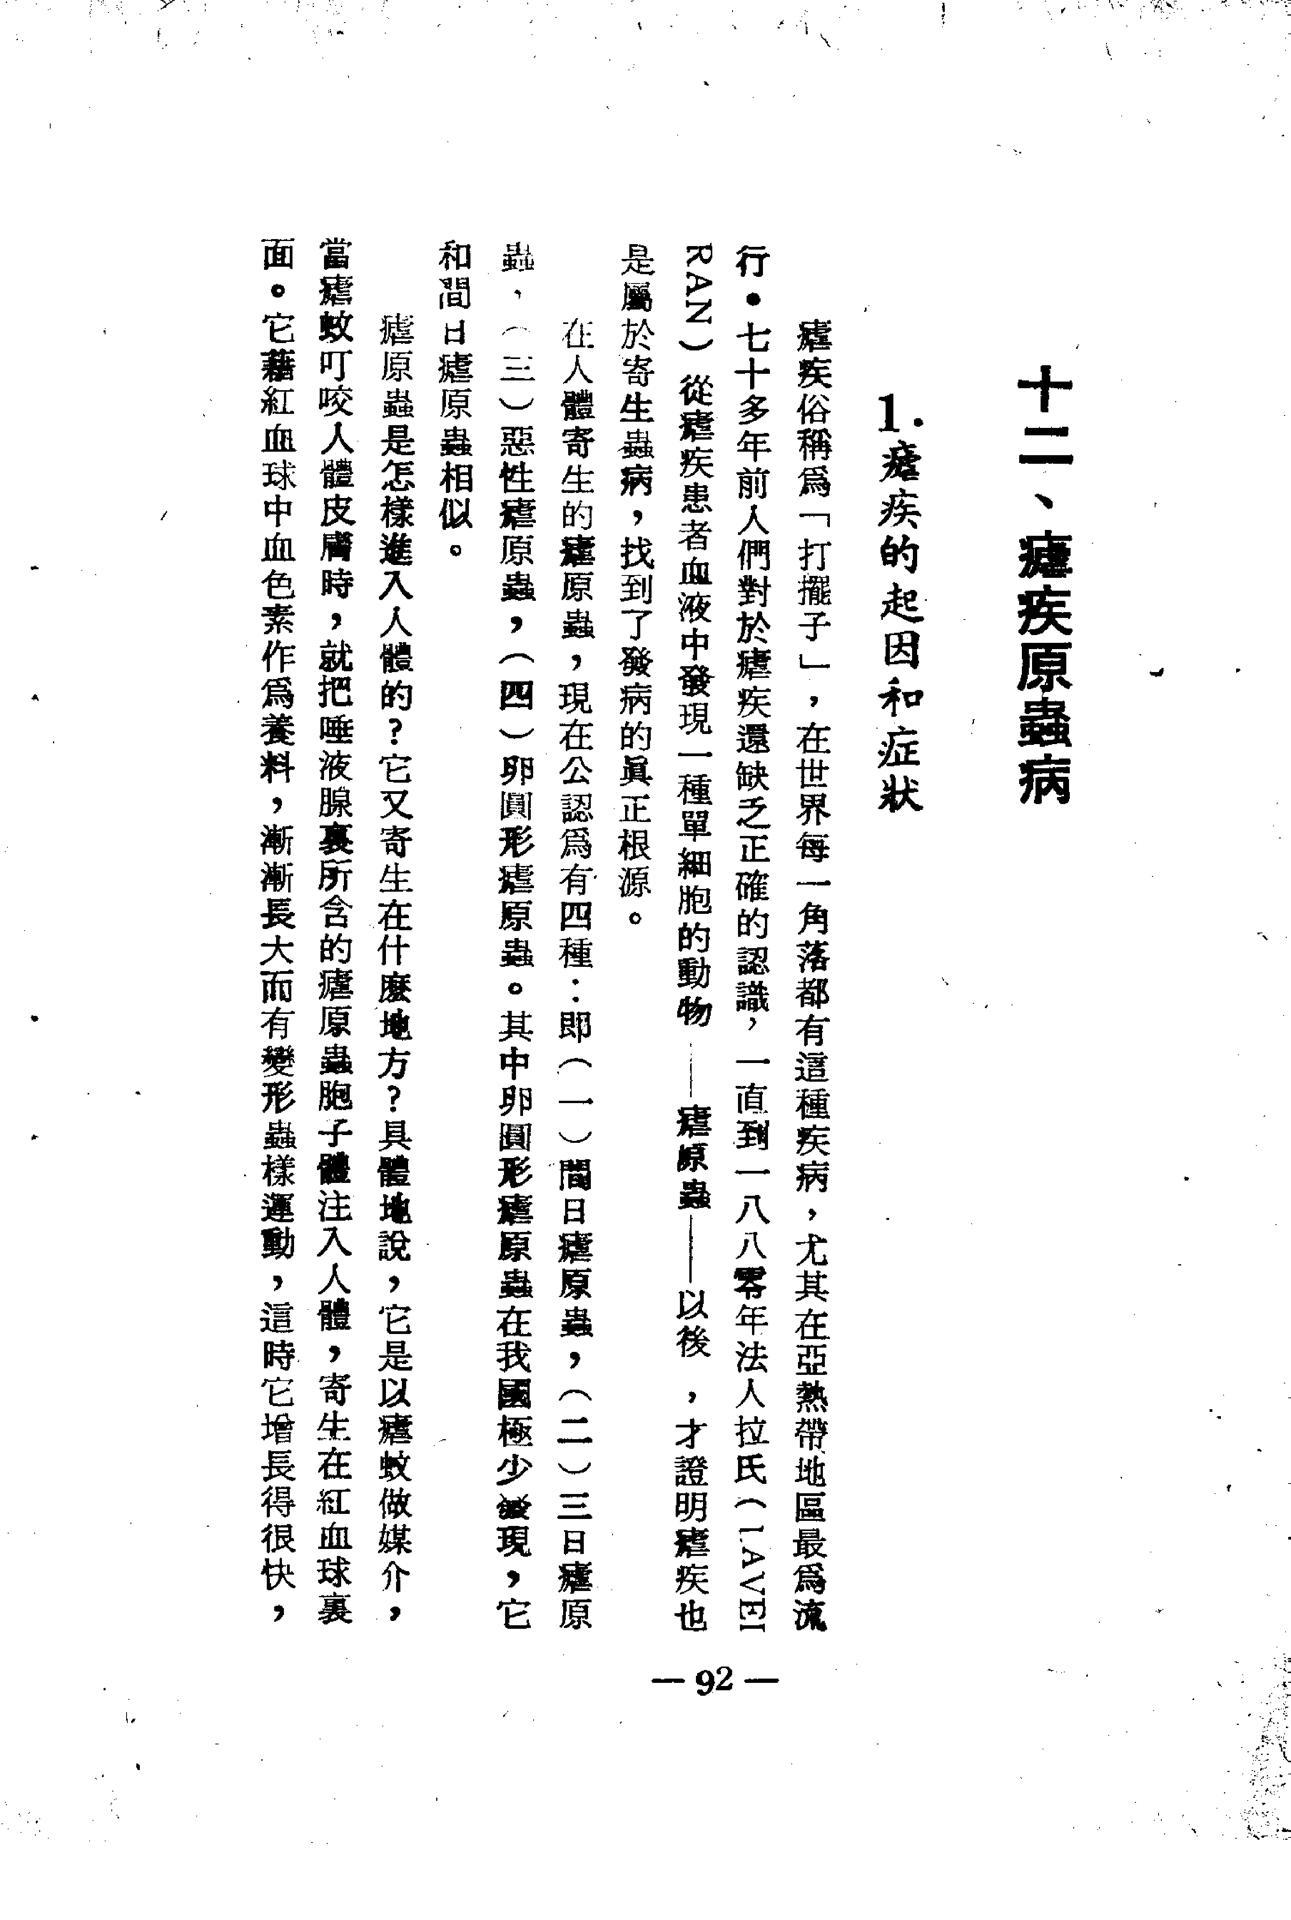 十二、瘧疾原蟲病
1.瘧疾的起因和症狀
瘧疾俗稱爲「打擺子」，在世界每一角落都有這種疾病，尤其在亞熱帶地區最爲流
行。七十多年前人們對於瘧疾還缺乏正確的認識，一直到一八八零年法人拉氏（LAVE
RAN）從瘧疾患者血液中發現一種單細胞的動物——瘧原蟲——以後，才證明瘧疾也
是屬於寄生蟲病，找到了發病的眞正根源。
在人體寄生的瘧原蟲，現在公認爲有四種：即（一）間日瘧原蟲，（二）三日瘧原
蟲，（三）惡性瘧原蟲，（四）卵圓形瘧原蟲。其中卵圓形瘧原蟲在我國極少發現，它
和間日瘧原蟲相似。
瘧原蟲是怎樣進入人體的？它又寄生在什麽地方？具體地說，它是以瘧蚊做媒介，
當瘧蚊叮咬人體皮膚時，就把唾液腺裏所含的瘧原蟲胞子體注入人體，寄生在紅血球裏
面。它藉紅血球中血色素作爲養料，漸漸長大而有變形蟲樣運動，這時它增長得很快，
—92—